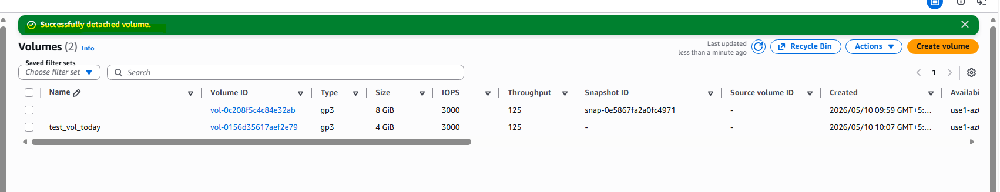 Successfully detached volume.
Volumes (2) Info
Last updated
less than a minute ago
Recycle Bin
Actions
Create volume
Saved filter sets
Choose filter set
Search
1
Name Volume ID Type Size IOPS Throughput Snapshot ID Source volume ID Created Availabi
vol-0c208f5c4c84e32ab gp3 8 GiB 3000 125 snap-0e5867fa2a0fc4971 - 2026/05/10 09:59 GMT+5:... use1-az
test_vol_today vol-0156d35617aef2e79 gp3 4 GiB 3000 125 - - 2026/05/10 10:07 GMT+5:... use1-az